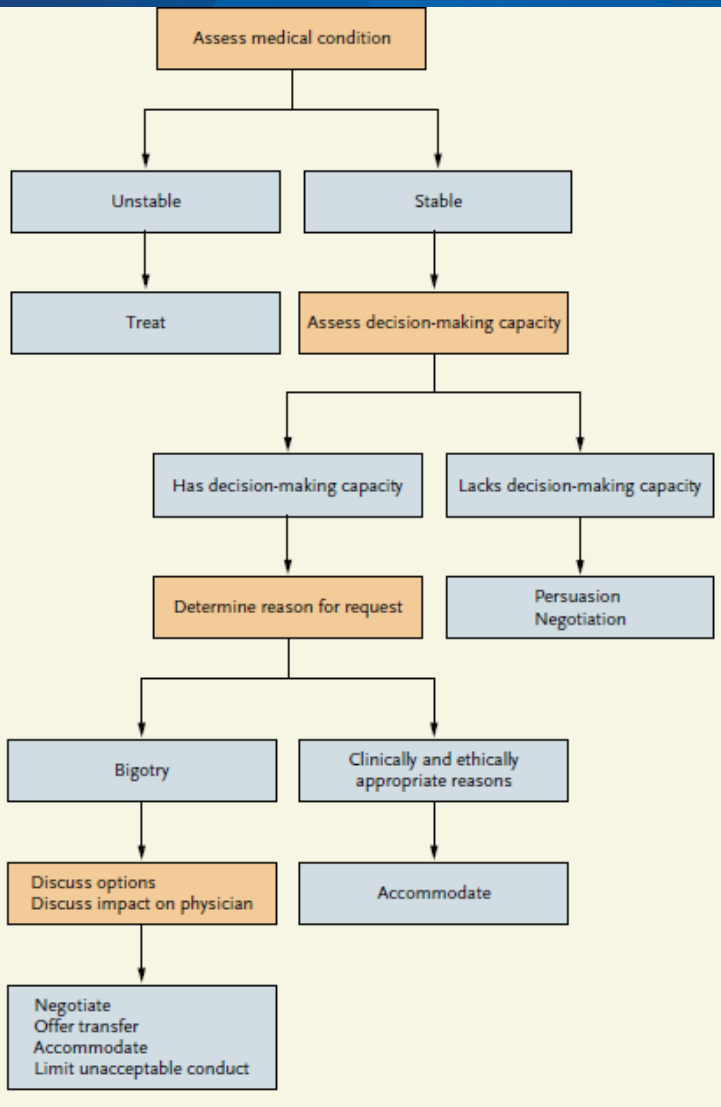 Assess medical condition
Unstable
Stable
Treat
Assess decision-making capacity
Has decision-making capacity
Lacks decision-making capacity
Determine reason for request
Persuasion
Negotiation
Bigotry
Clinically and ethically
appropriate reasons
Discuss options
Discuss impact on physician
Accommodate
Negotiate
Offer transfer
Accommodate
Limit unacceptable conduct